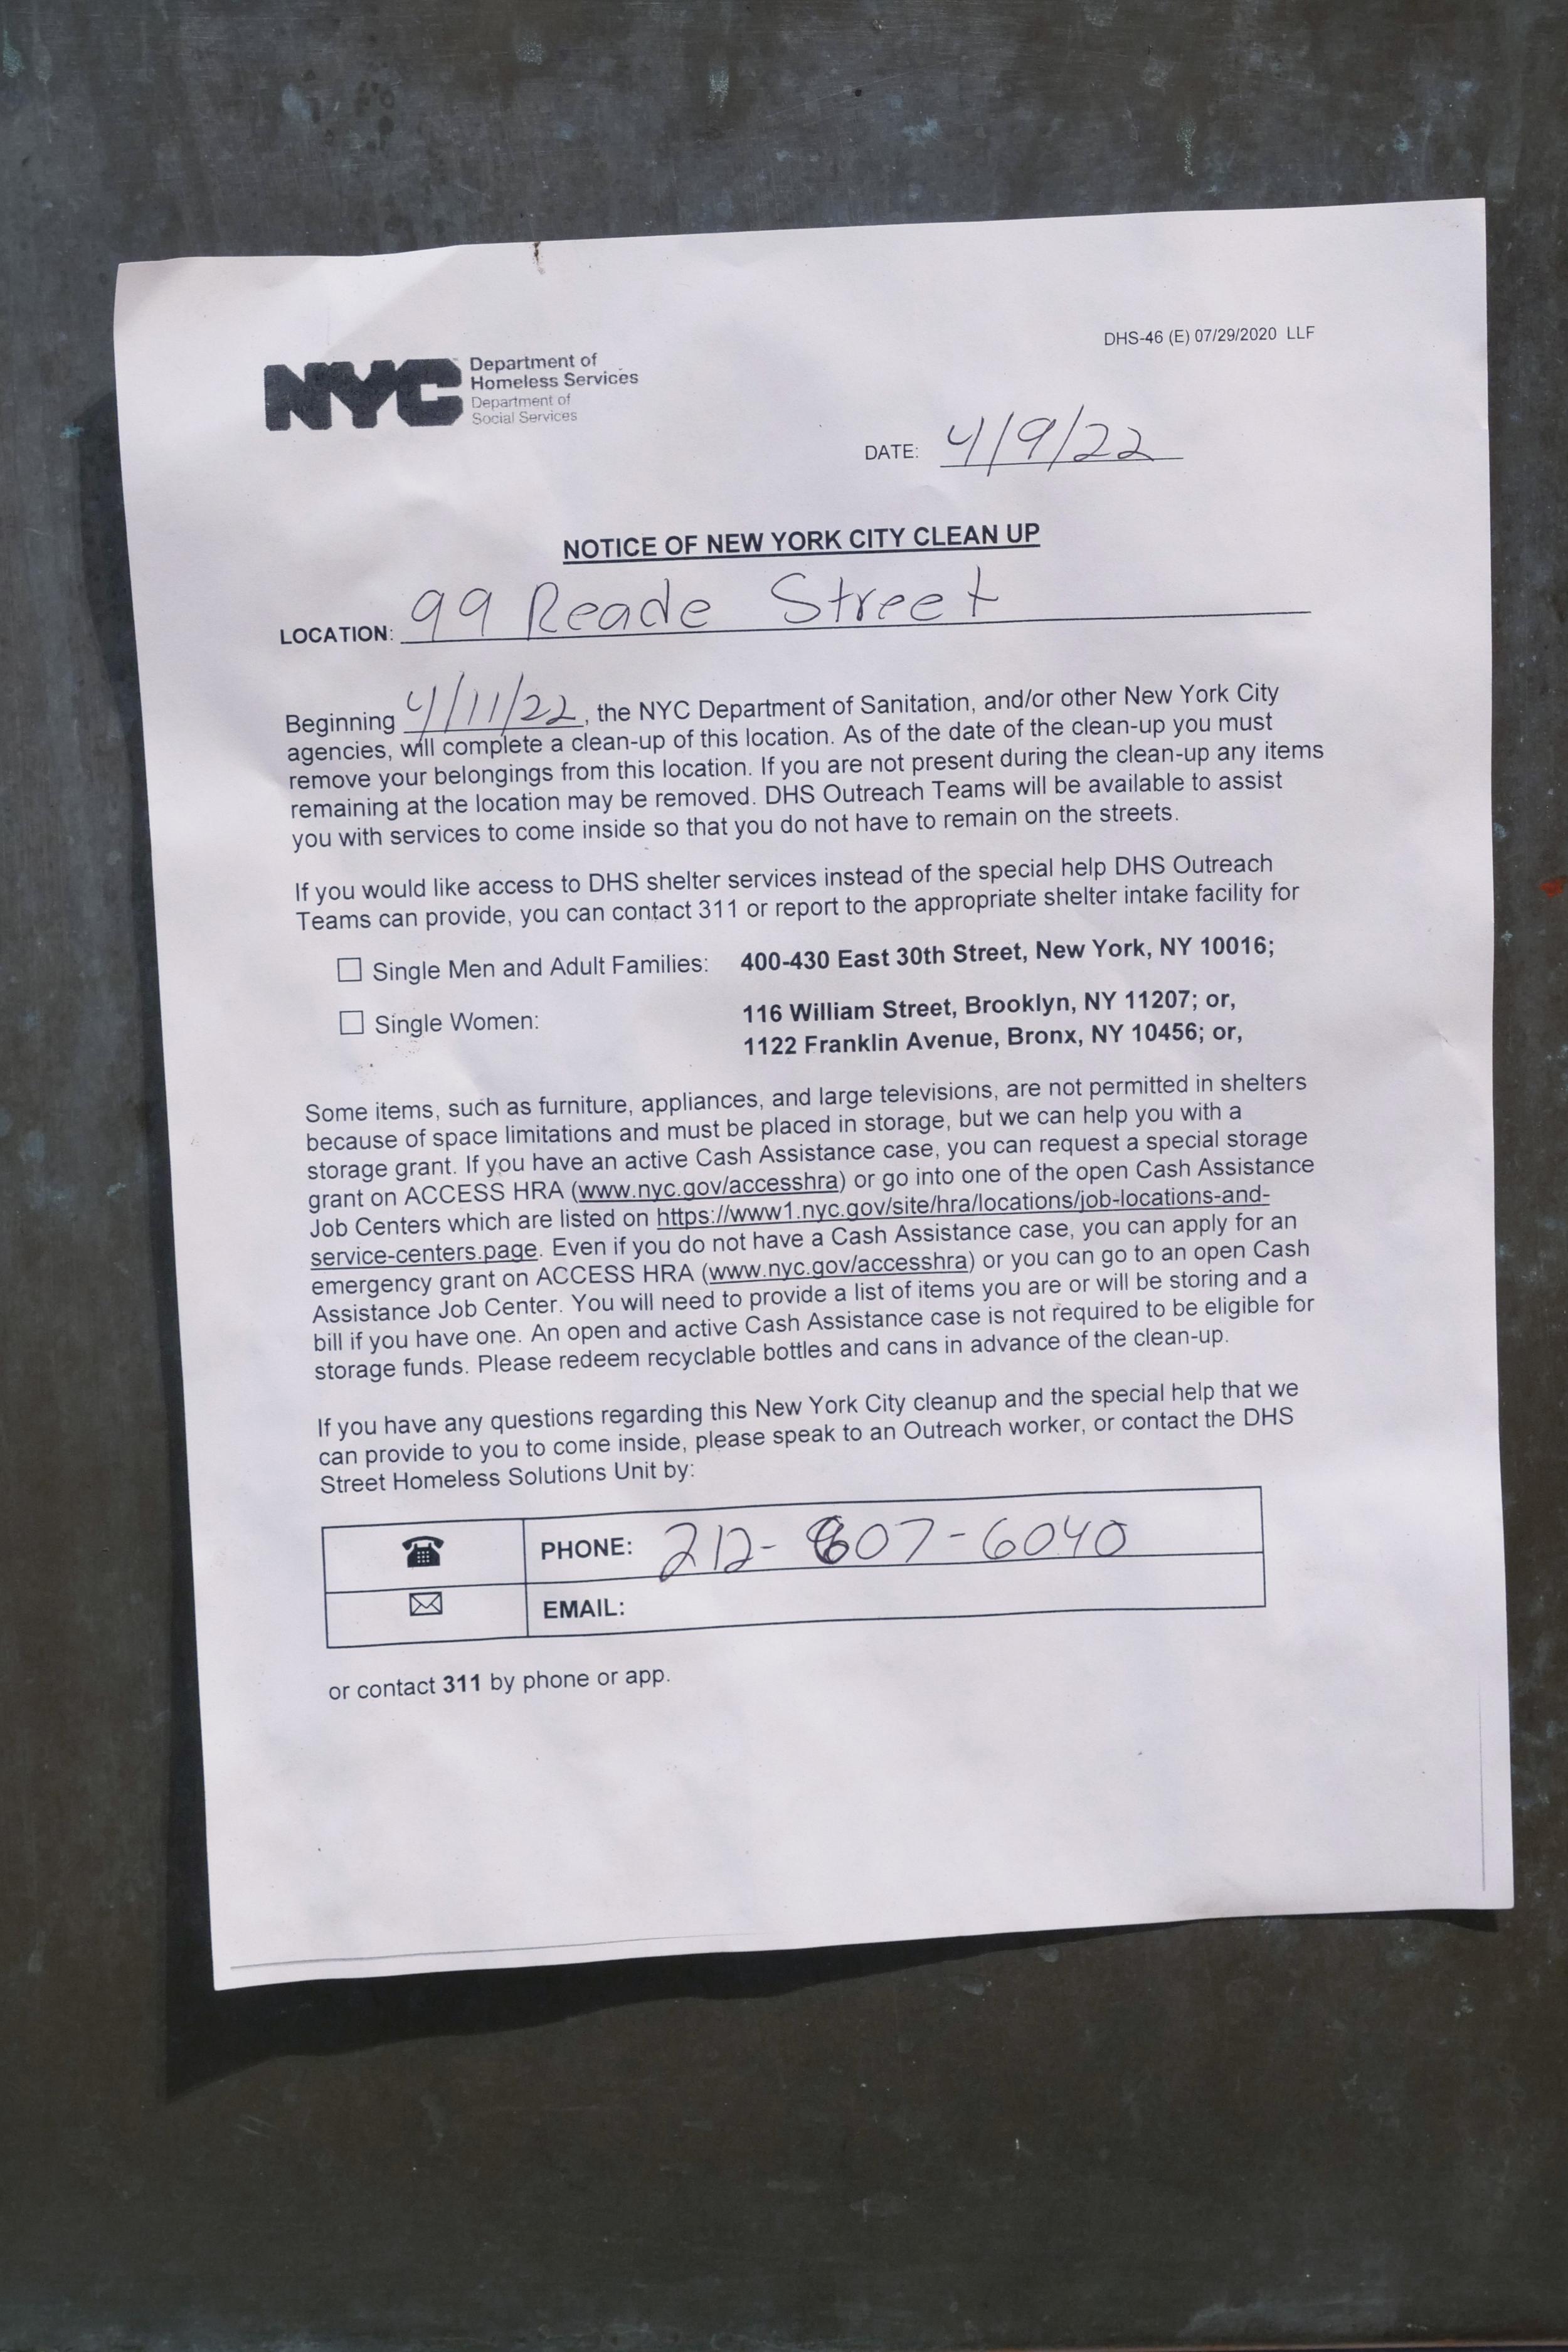 DHS-46 (E) 07/29/2020 LLF
NYC Department of
Homeless Services
Department of
Social Services
DATE: 4/9/22
NOTICE OF NEW YORK CITY CLEAN UP
LOCATION: 99 Reade Street
Beginning 4/11/22, the NYC Department of Sanitation, and/or other New York City
agencies, will complete a clean-up of this location. As of the date of the clean-up you must
remove your belongings from this location. If you are not present during the clean-up any items
remaining at the location may be removed. DHS Outreach Teams will be available to assist
you with services to come inside so that you do not have to remain on the streets.
If you would like access to DHS shelter services instead of the special help DHS Outreach
Teams can provide, you can contact 311 or report to the appropriate shelter intake facility for
☐ Single Men and Adult Families: 400-430 East 30th Street, New York, NY 10016;
☐ Single Women: 116 William Street, Brooklyn, NY 11207; or,
1122 Franklin Avenue, Bronx, NY 10456; or,
Some items, such as furniture, appliances, and large televisions, are not permitted in shelters
because of space limitations and must be placed in storage, but we can help you with a
storage grant. If you have an active Cash Assistance case, you can request a special storage
grant on ACCESS HRA (www.nyc.gov/accesshra) or go into one of the open Cash Assistance
Job Centers which are listed on https://www1.nyc.gov/site/hra/locations/job-locations-and-
service-centers.page. Even if you do not have a Cash Assistance case, you can apply for an
emergency grant on ACCESS HRA (www.nyc.gov/accesshra) or you can go to an open Cash
Assistance Job Center. You will need to provide a list of items you are or will be storing and a
bill if you have one. An open and active Cash Assistance case is not required to be eligible for
storage funds. Please redeem recyclable bottles and cans in advance of the clean-up.
If you have any questions regarding this New York City cleanup and the special help that we
can provide to you to come inside, please speak to an Outreach worker, or contact the DHS
Street Homeless Solutions Unit by:
PHONE: 212- 607-6040
EMAIL:
or contact 311 by phone or app.